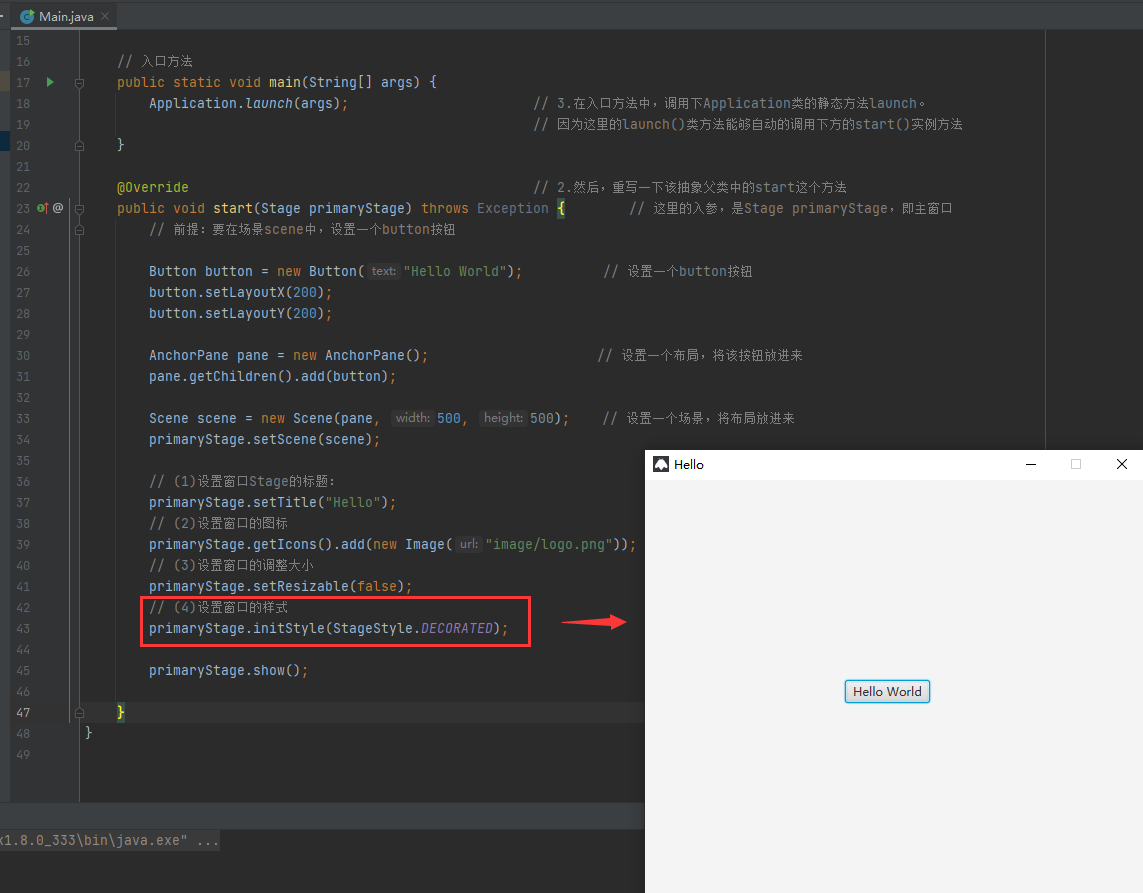 Main.java
15
16 // 入口方法
17 public static void main(String[] args) {
18 Application.launch(args); // 3.在入口方法中，调用下Application类的静态方法launch。
19 // 因为这里的launch()类方法能够自动的调用下方的start()实例方法
20 }
21
22 @Override // 2.然后，重写一下该抽象父类中的start这个方法
23 @ public void start(Stage primaryStage) throws Exception { // 这里的入参，是Stage primaryStage，即主窗口
24 // 前提：要在场景scene中，设置一个button按钮
25
26 Button button = new Button( text: "Hello World"); // 设置一个button按钮
27 button.setLayoutX(200);
28 button.setLayoutY(200);
29
30 AnchorPane pane = new AnchorPane(); // 设置一个布局，将该按钮放进来
31 pane.getChildren().add(button);
32
33 Scene scene = new Scene(pane, width: 500, height: 500); // 设置一个场景，将布局放进来
34 primaryStage.setScene(scene);
35
36 // (1)设置窗口Stage的标题：
37 primaryStage.setTitle("Hello");
38 // (2)设置窗口的图标
39 primaryStage.getIcons().add(new Image( url: "image/logo.png"));
40 // (3)设置窗口的调整大小
41 primaryStage.setResizable(false);
42 // (4)设置窗口的样式
43 primaryStage.initStyle(StageStyle.DECORATED);
44
45 primaryStage.show();
46
47 }
48 }
49
Hello
Hello World
k1.8.0_333\bin\java.exe" ...